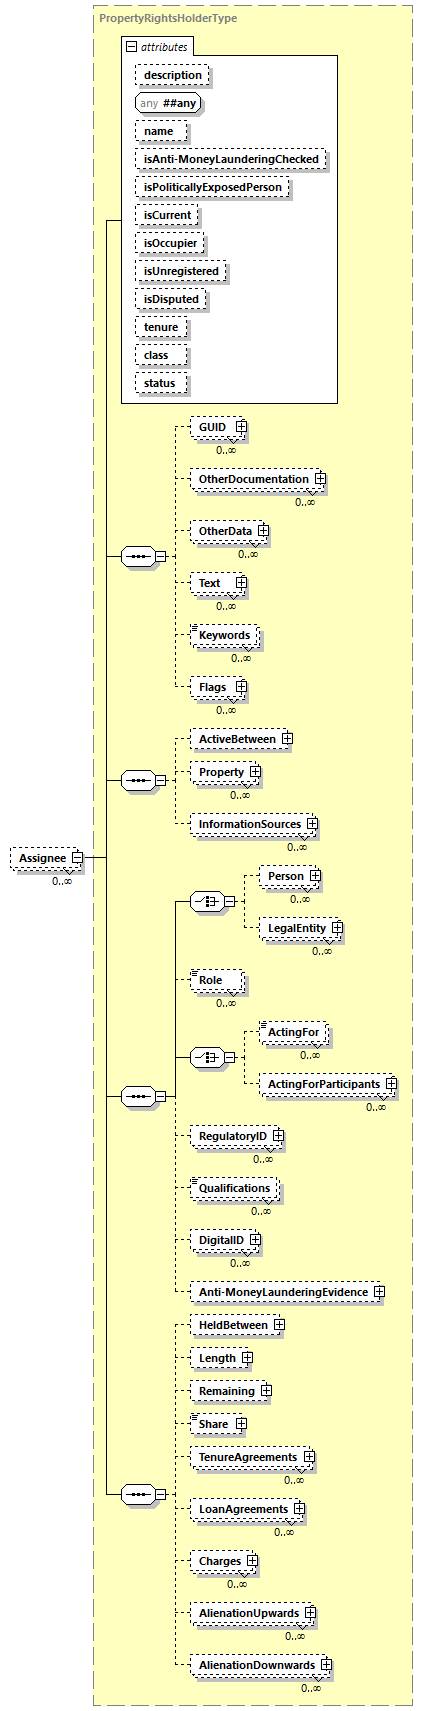 PropertyRightsHolderType
attributes
description
any ##any
name
isAnti-MoneyLaunderingChecked
isPoliticallyExposedPerson
isCurrent
isOccupier
isUnregistered
isDisputed
tenure
class
status
GUID
0..∞
OtherDocumentation
0..∞
OtherData
0..∞
Text
0..∞
Keywords
0..∞
Flags
0..∞
ActiveBetween
Property
0..∞
InformationSources
0..∞
Assignee
0..∞
Person
0..∞
LegalEntity
0..∞
Role
0..∞
ActingFor
0..∞
ActingForParticipants
0..∞
RegulatoryID
0..∞
Qualifications
0..∞
DigitalID
0..∞
Anti-MoneyLaunderingEvidence
HeldBetween
Length
Remaining
Share
TenureAgreements
0..∞
LoanAgreements
0..∞
Charges
0..∞
AlienationUpwards
0..∞
AlienationDownwards
0..∞